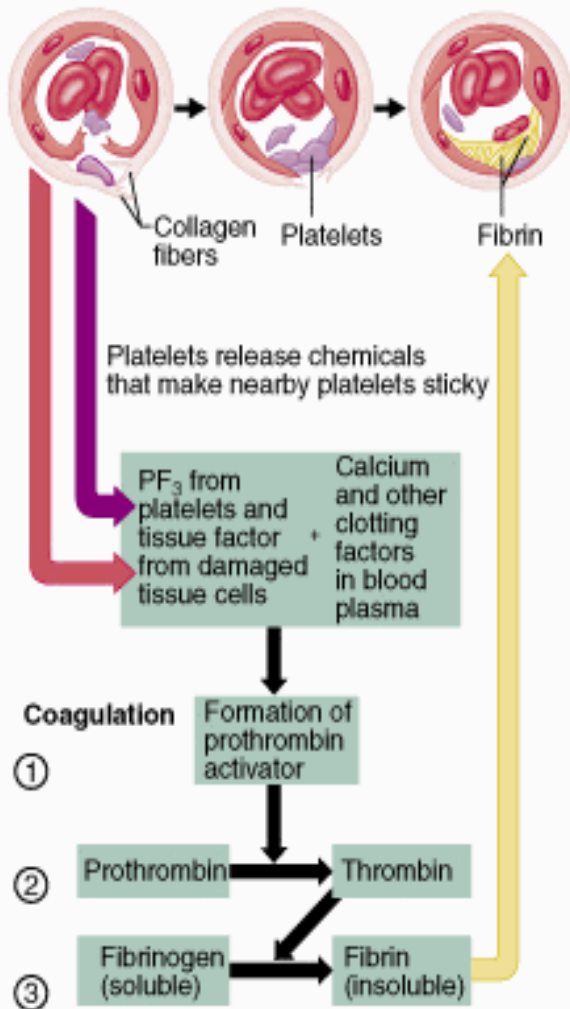 Collagen
fibers
Platelets
Fibrin
Platelets release chemicals
that make nearby platelets sticky
PF₃ from
platelets and
tissue factor
from damaged
tissue cells
+
Calcium
and other
clotting
factors
in blood
plasma
Coagulation
①
Formation of
prothrombin
activator
②
Prothrombin
Thrombin
③
Fibrinogen
(soluble)
Fibrin
(insoluble)